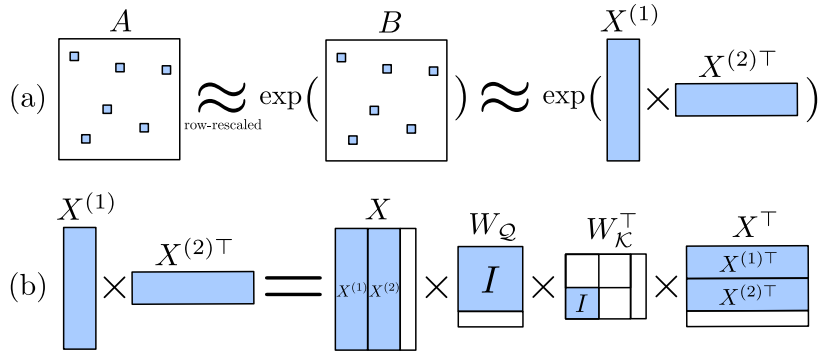 A B X⁽¹⁾
(a) ≈ exp( ) ≈ exp( × X⁽²⁾⊤ )
row-rescaled
X⁽¹⁾ X W_𝒬 W_𝒦^⊤ X^⊤
(b) × X⁽²⁾⊤ = X⁽¹⁾ X⁽²⁾ × I × I × X⁽¹⁾⊤
X⁽²⁾⊤